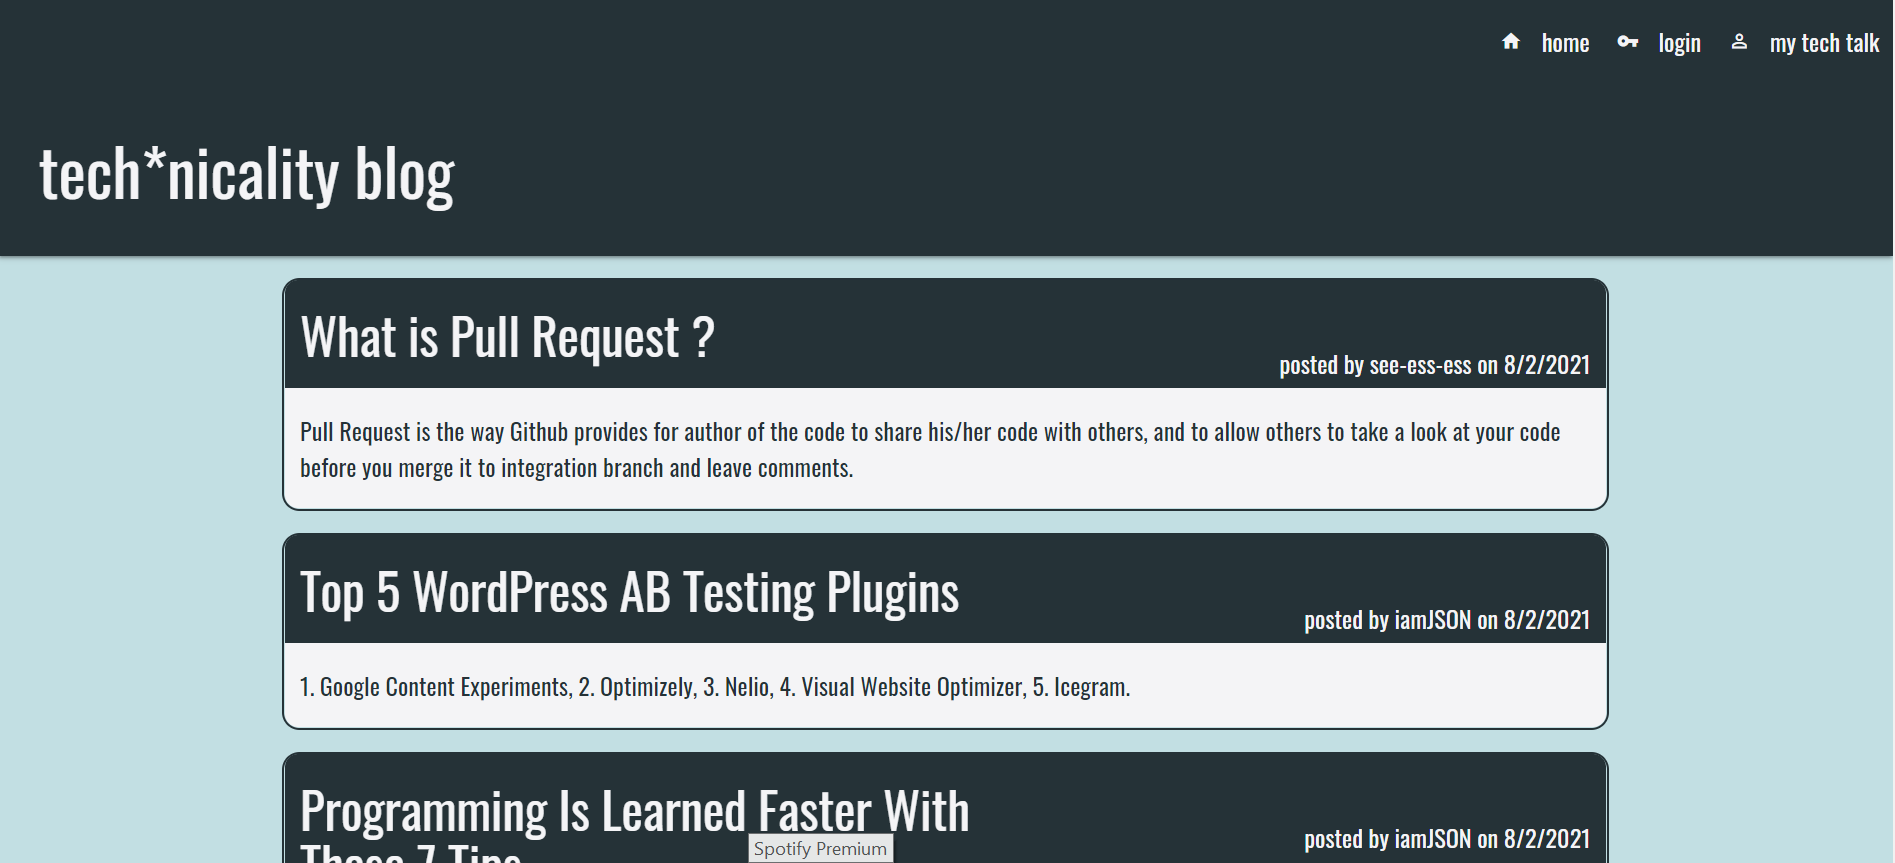 home login my tech talk
tech*nicality blog
What is Pull Request ?
posted by see-ess-ess on 8/2/2021
Pull Request is the way Github provides for author of the code to share his/her code with others, and to allow others to take a look at your code
before you merge it to integration branch and leave comments.
Top 5 WordPress AB Testing Plugins
posted by iamJSON on 8/2/2021
1. Google Content Experiments, 2. Optimizely, 3. Nelio, 4. Visual Website Optimizer, 5. Icegram.
Programming Is Learned Faster With
posted by iamJSON on 8/2/2021
These 7 Tips
Spotify Premium